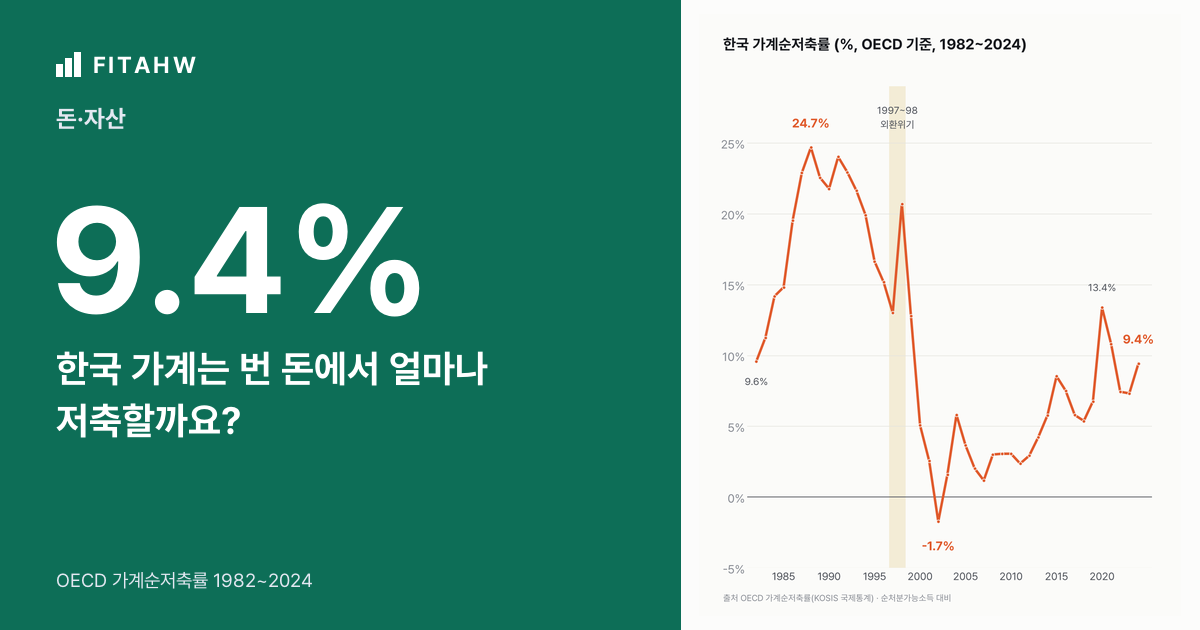 FITAHW
돈·자산
9.4%
한국 가계는 번 돈에서 얼마나
저축할까요?
OECD 가계순저축률 1982~2024
한국 가계순저축률 (%, OECD 기준, 1982~2024)
1997~98
외환위기
24.7%
25%
20%
15%
13.4%
9.4%
10%
9.6%
5%
0%
-1.7%
-5%
1985 1990 1995 2000 2005 2010 2015 2020
출처 OECD 가계순저축률(KOSIS 국제통계) · 순처분가능소득 대비